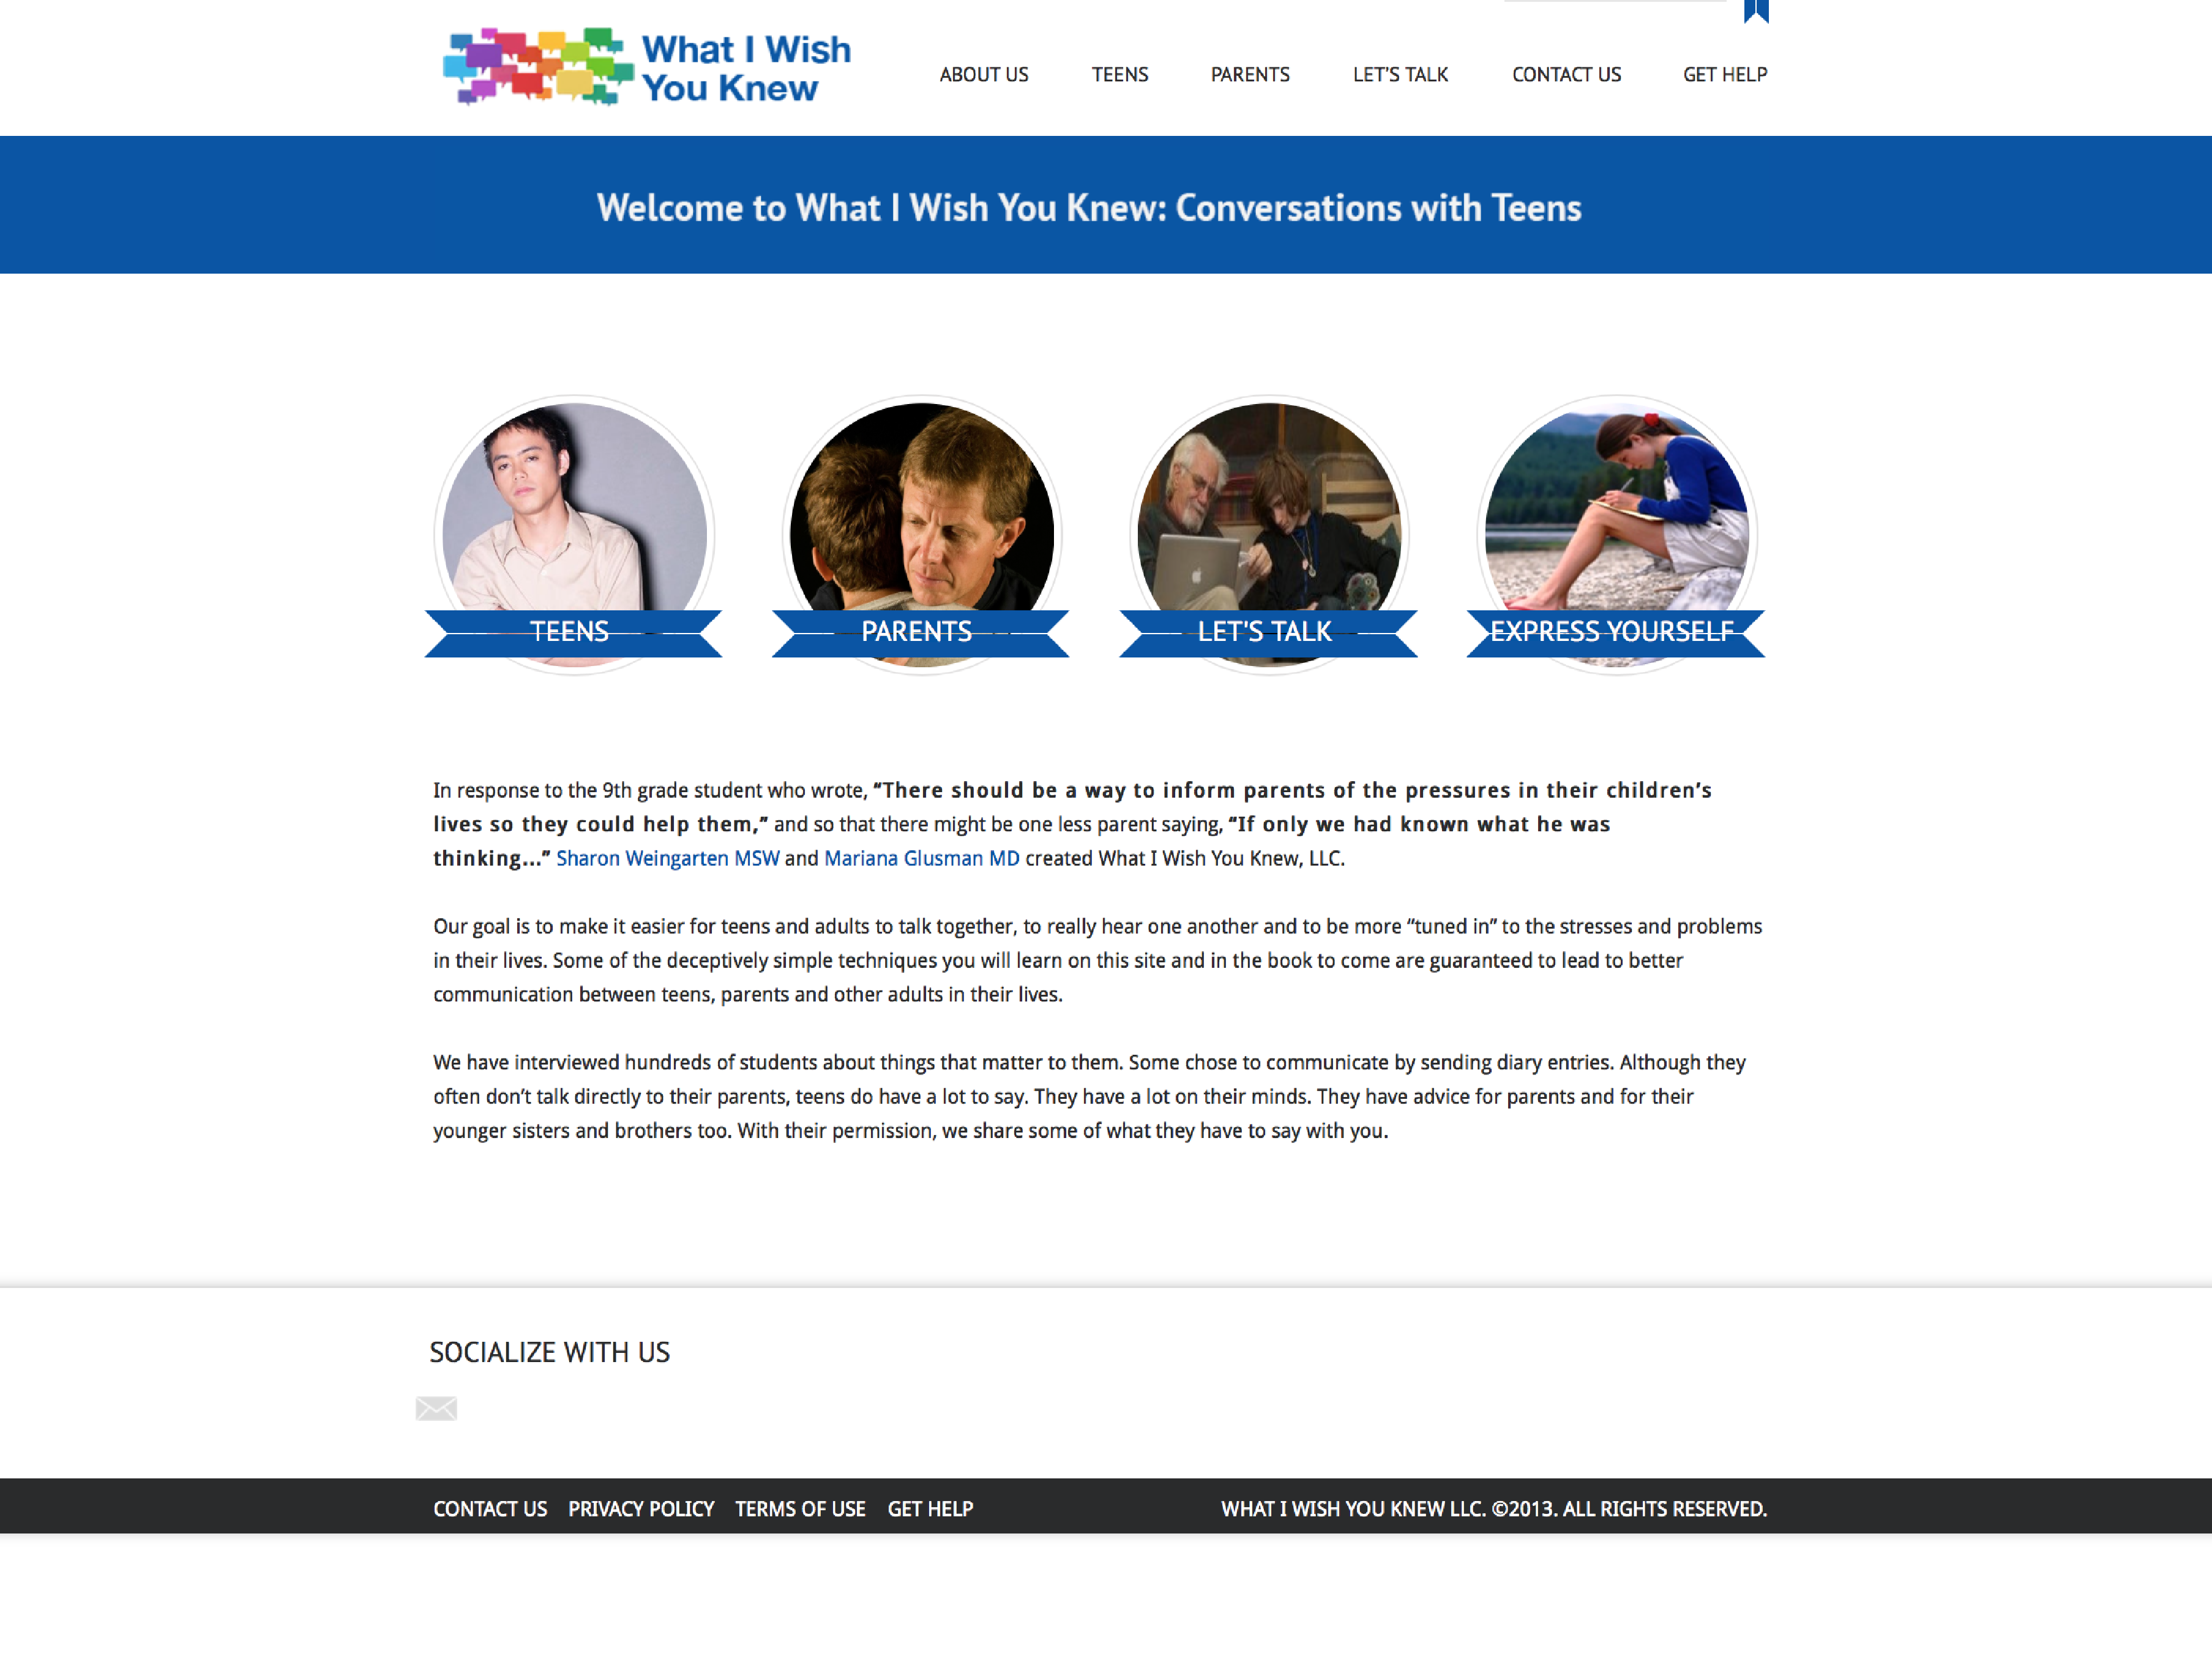 What I Wish
You Knew
ABOUT US TEENS PARENTS LET'S TALK CONTACT US GET HELP
Welcome to What I Wish You Knew: Conversations with Teens
TEENS PARENTS LET'S TALK EXPRESS YOURSELF
In response to the 9th grade student who wrote, “There should be a way to inform parents of the pressures in their children’s
lives so they could help them,” and so that there might be one less parent saying, “If only we had known what he was
thinking…” Sharon Weingarten MSW and Mariana Glusman MD created What I Wish You Knew, LLC.
Our goal is to make it easier for teens and adults to talk together, to really hear one another and to be more “tuned in” to the stresses and problems
in their lives. Some of the deceptively simple techniques you will learn on this site and in the book to come are guaranteed to lead to better
communication between teens, parents and other adults in their lives.
We have interviewed hundreds of students about things that matter to them. Some chose to communicate by sending diary entries. Although they
often don’t talk directly to their parents, teens do have a lot to say. They have a lot on their minds. They have advice for parents and for their
younger sisters and brothers too. With their permission, we share some of what they have to say with you.
SOCIALIZE WITH US
CONTACT US PRIVACY POLICY TERMS OF USE GET HELP WHAT I WISH YOU KNEW LLC. ©2013. ALL RIGHTS RESERVED.